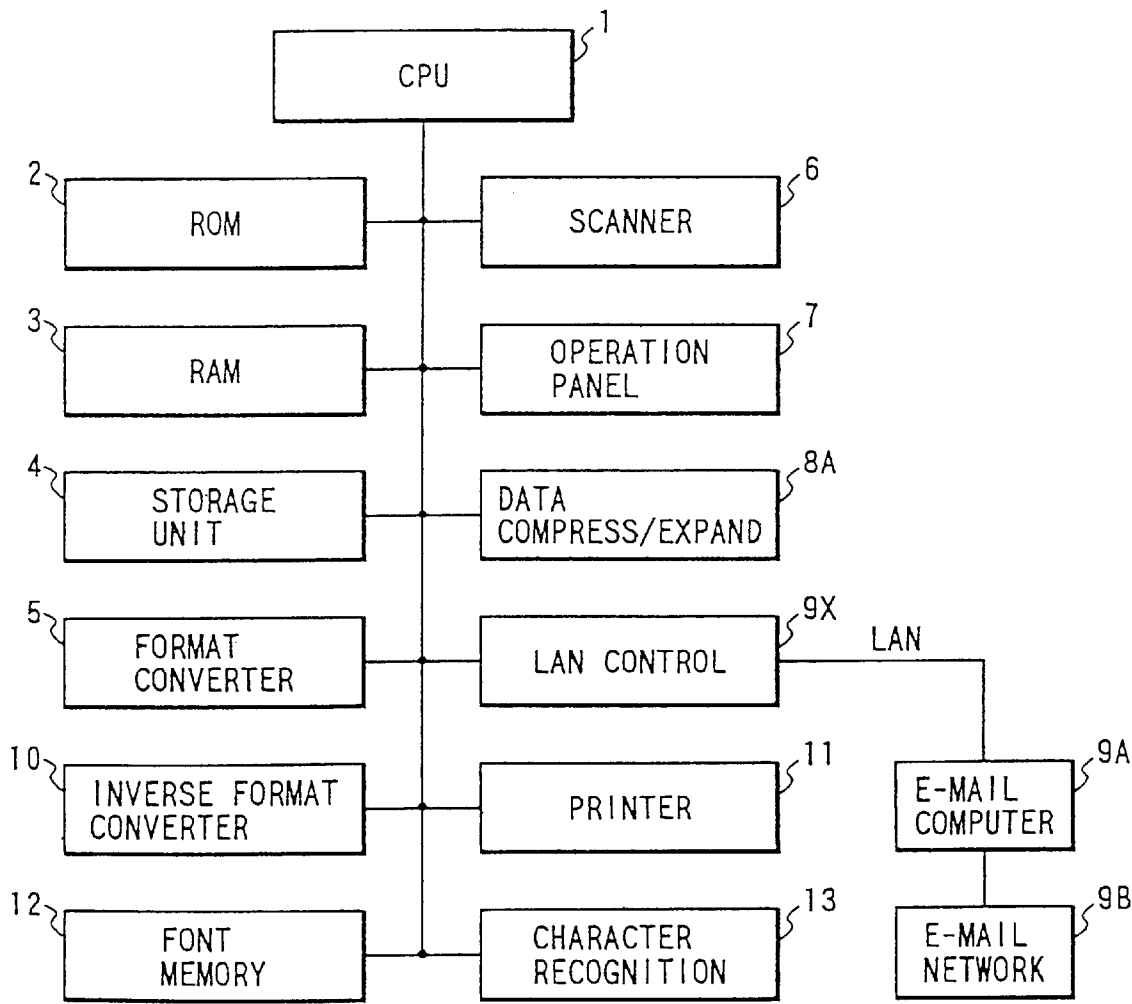 1
CPU
2
ROM
6
SCANNER
3
RAM
7
OPERATION
PANEL
4
STORAGE
UNIT
8A
DATA
COMPRESS/EXPAND
5
FORMAT
CONVERTER
9X
LAN CONTROL
LAN
10
INVERSE FORMAT
CONVERTER
11
PRINTER
9A
E-MAIL
COMPUTER
12
FONT
MEMORY
13
CHARACTER
RECOGNITION
9B
E-MAIL
NETWORK